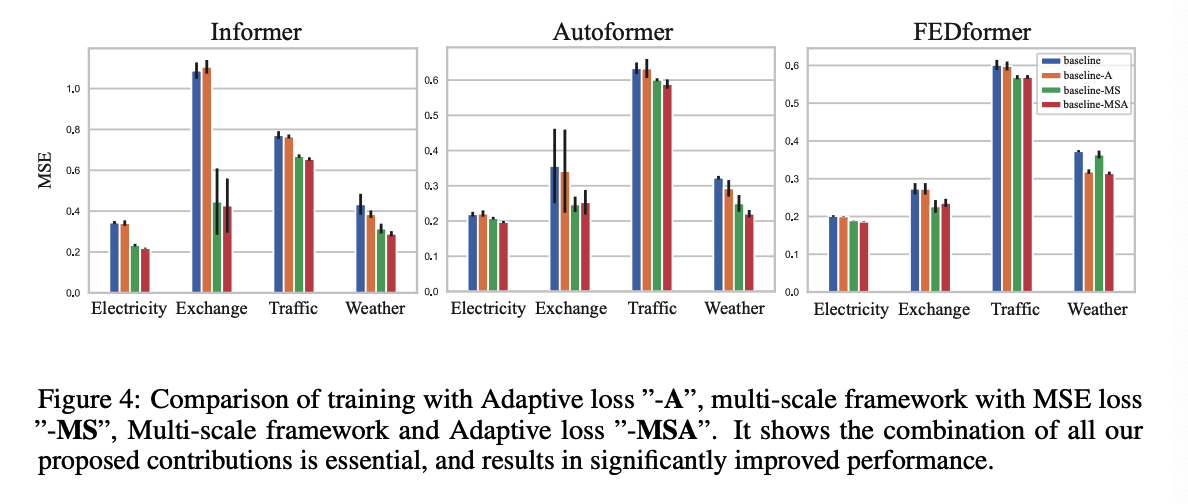 Informer
Autoformer
FEDformer
MSE
1.0
0.8
0.6
0.4
0.2
0.0
Electricity Exchange Traffic Weather
0.6
0.5
0.4
0.3
0.2
0.1
0.0
Electricity Exchange Traffic Weather
0.6
0.5
0.4
0.3
0.2
0.1
0.0
Electricity Exchange Traffic Weather
baseline
baseline-A
baseline-MS
baseline-MSA
Figure 4: Comparison of training with Adaptive loss ”-A”, multi-scale framework with MSE loss
”-MS”, Multi-scale framework and Adaptive loss ”-MSA”. It shows the combination of all our
proposed contributions is essential, and results in significantly improved performance.